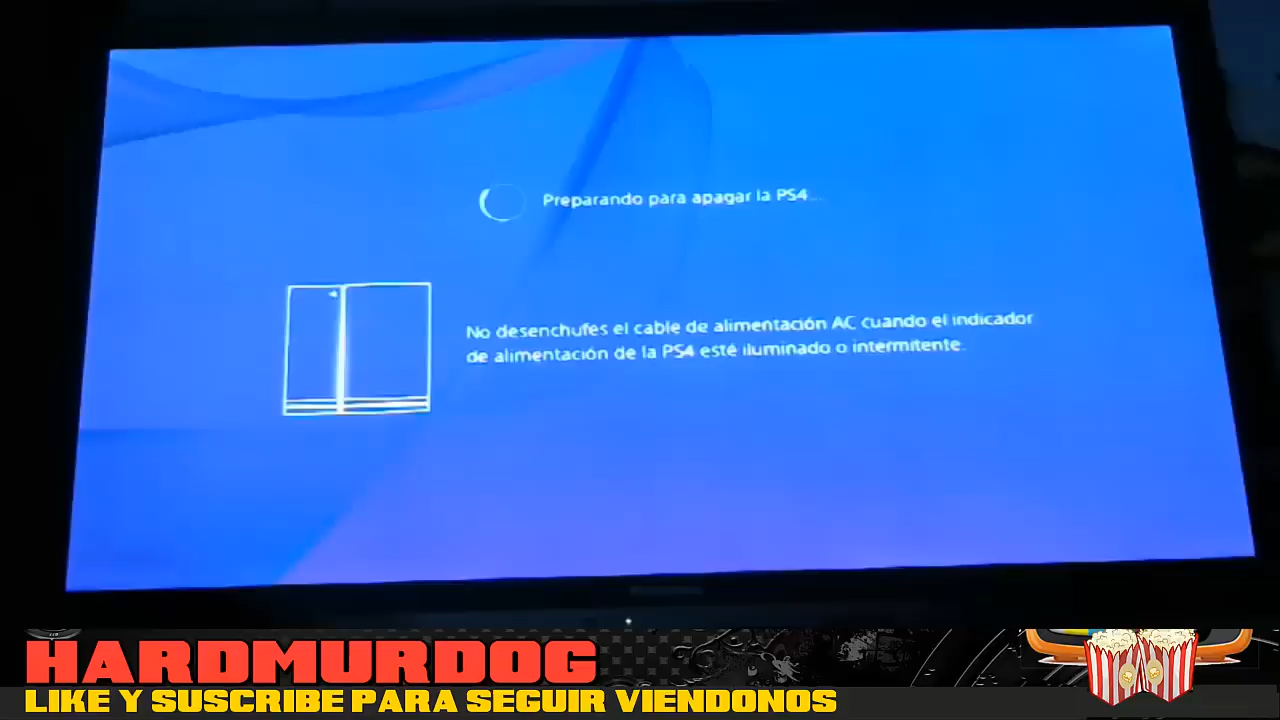 Preparando para apagar la PS4...
No desenchufes el cable de alimentación AC cuando el indicador
de alimentación de la PS4 esté iluminado o intermitente.
HARDMURDOG
LIKE Y SUSCRIBE PARA SEGUIR VIENDONOS